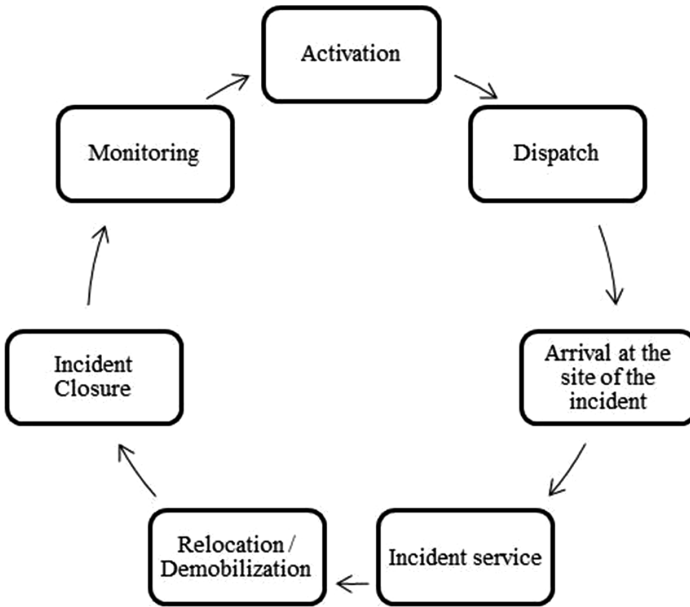 Activation
Dispatch
Arrival at the
site of the
incident
Incident service
Relocation /
Demobilization
Incident
Closure
Monitoring